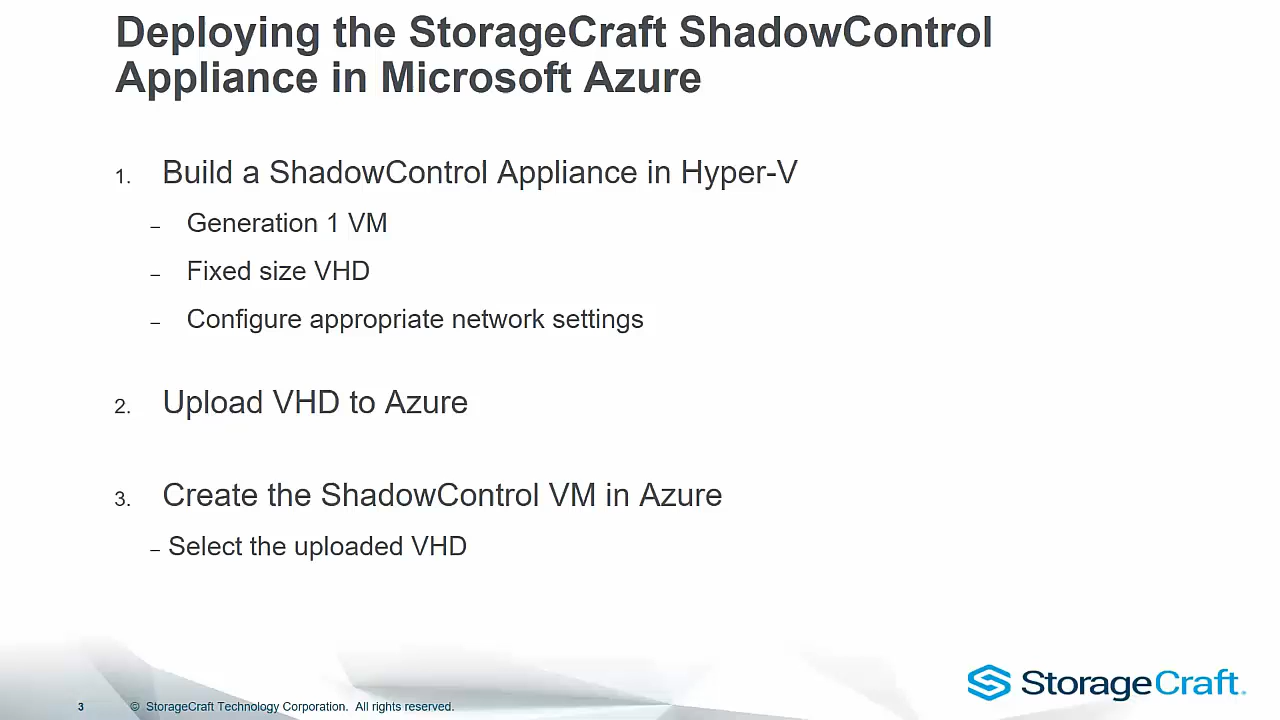 Deploying the StorageCraft ShadowControl
Appliance in Microsoft Azure
1. Build a ShadowControl Appliance in Hyper-V
– Generation 1 VM
– Fixed size VHD
– Configure appropriate network settings
2. Upload VHD to Azure
3. Create the ShadowControl VM in Azure
– Select the uploaded VHD
StorageCraft.
3 © StorageCraft Technology Corporation. All rights reserved.